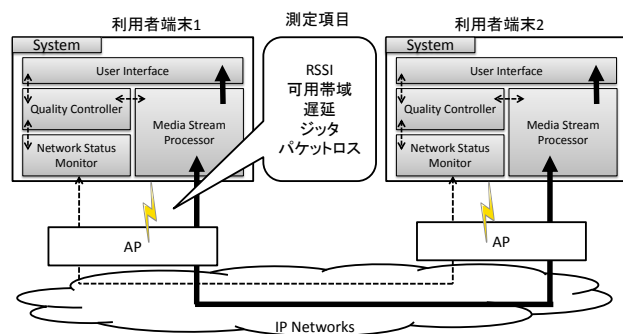 利用者端末1
測定項目
利用者端末2
System
User Interface
Quality Controller
Media Stream
Processor
Network Status
Monitor
RSSI
可用帯域
遅延
ジッタ
パケットロス
System
User Interface
Quality Controller
Media Stream
Processor
Network Status
Monitor
AP
AP
IP Networks